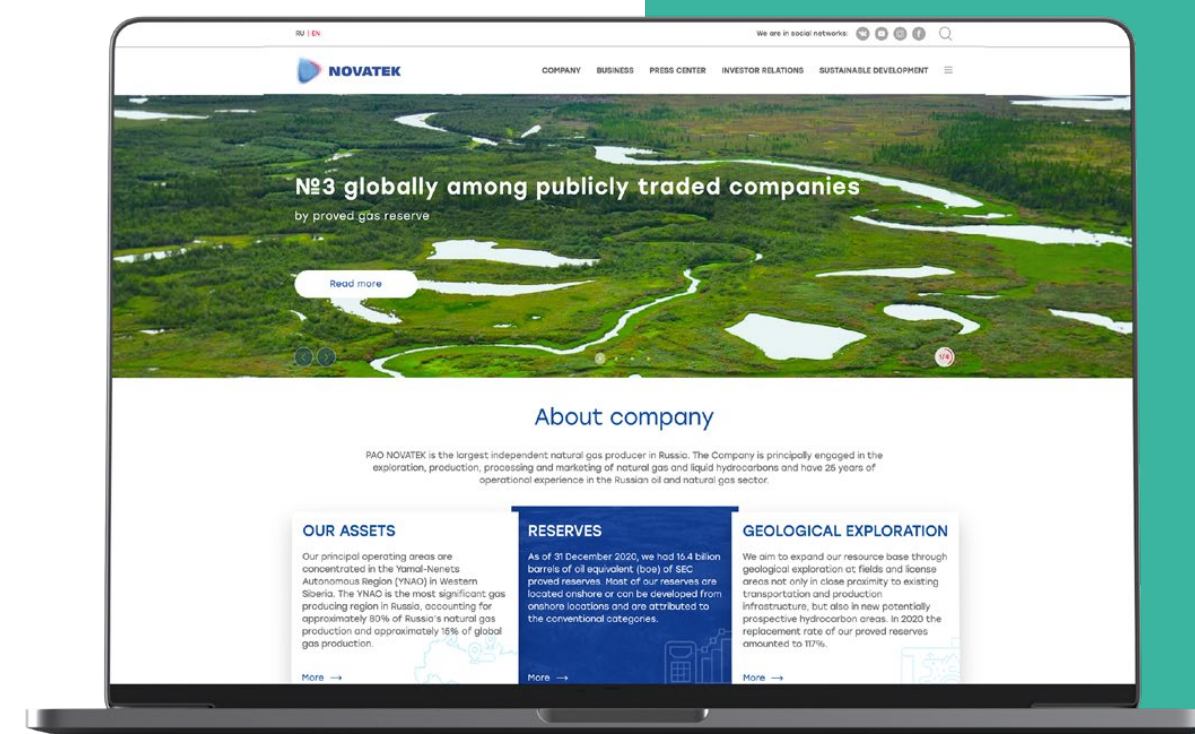 RU | EN
We are in social networks:
NOVATEK
COMPANY BUSINESS PRESS CENTER INVESTOR RELATIONS SUSTAINABLE DEVELOPMENT
№3 globally among publicly traded companies
by proved gas reserve
Read more
1/4
About company
PAO NOVATEK is the largest independent natural gas producer in Russia. The Company is principally engaged in the
exploration, production, processing and marketing of natural gas and liquid hydrocarbons and have 25 years of
operational experience in the Russian oil and natural gas sector.
OUR ASSETS
Our principal operating areas are
concentrated in the Yamal-Nenets
Autonomous Region (YNAO) in Western
Siberia. The YNAO is the most significant gas
producing region in Russia, accounting for
approximately 80% of Russia's natural gas
production and approximately 15% of global
gas production.
More →
RESERVES
As of 31 December 2020, we had 16.4 billion
barrels of oil equivalent (boe) of SEC
proved reserves. Most of our reserves are
located onshore or can be developed from
onshore locations and are attributed to
the conventional categories.
More →
GEOLOGICAL EXPLORATION
We aim to expand our resource base through
geological exploration at fields and license
areas not only in close proximity to existing
transportation and production
infrastructure, but also in new potentially
prospective hydrocarbon areas. In 2020 the
replacement rate of our proved reserves
amounted to 117%.
More →